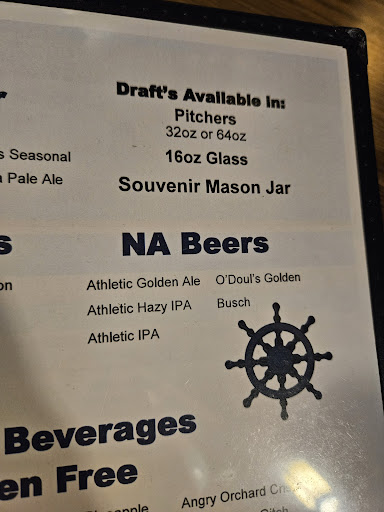 Draft's Available In:
Pitchers
32oz or 64oz
s Seasonal
16oz Glass
Pale Ale
Souvenir Mason Jar
s
NA Beers
on
Athletic Golden Ale O'Doul's Golden
Athletic Hazy IPA Busch
Athletic IPA
Beverages
en Free
Angry Orchard